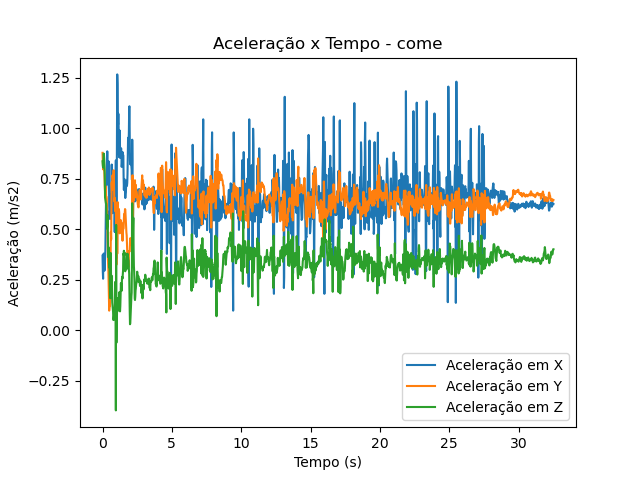 Aceleração x Tempo - come
1.25
1.00
0.75
0.50
0.25
0.00
−0.25
Aceleração (m/s2)
0 5 10 15 20 25 30
Tempo (s)
Aceleração em X
Aceleração em Y
Aceleração em Z